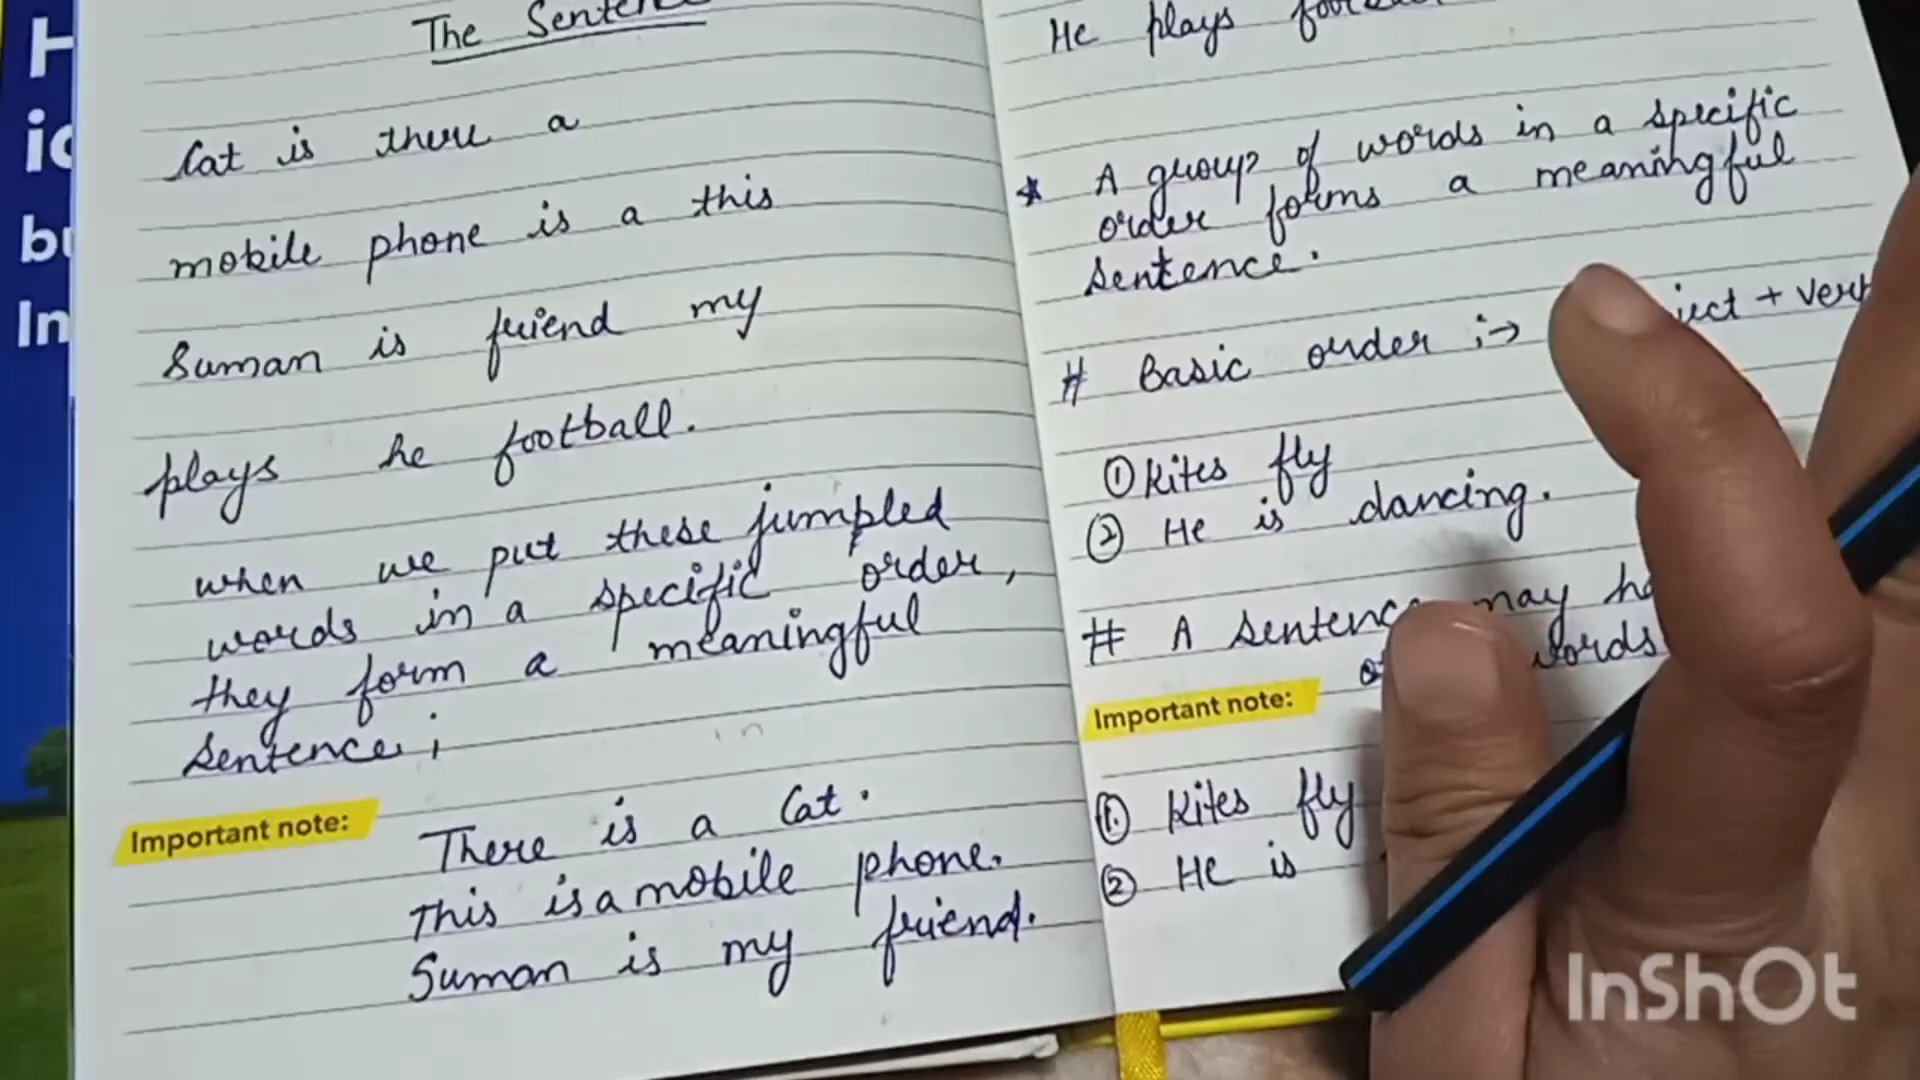 The Sentence
Cat is there a
mobile phone is a this
Suman is friend my
plays he football.
when we put these jumpled
words in a specific order,
they form a meaningful
sentence;
Important note:
There is a Cat.
This is a mobile phone.
Suman is my friend.
He plays
* A group of words in a specific
order forms a meaningful
sentence.
# Basic order :→ + verb
① Kites fly
② He is dancing.
# A sentence may
words
Important note:
①. Kites fly
② He is
InShOt